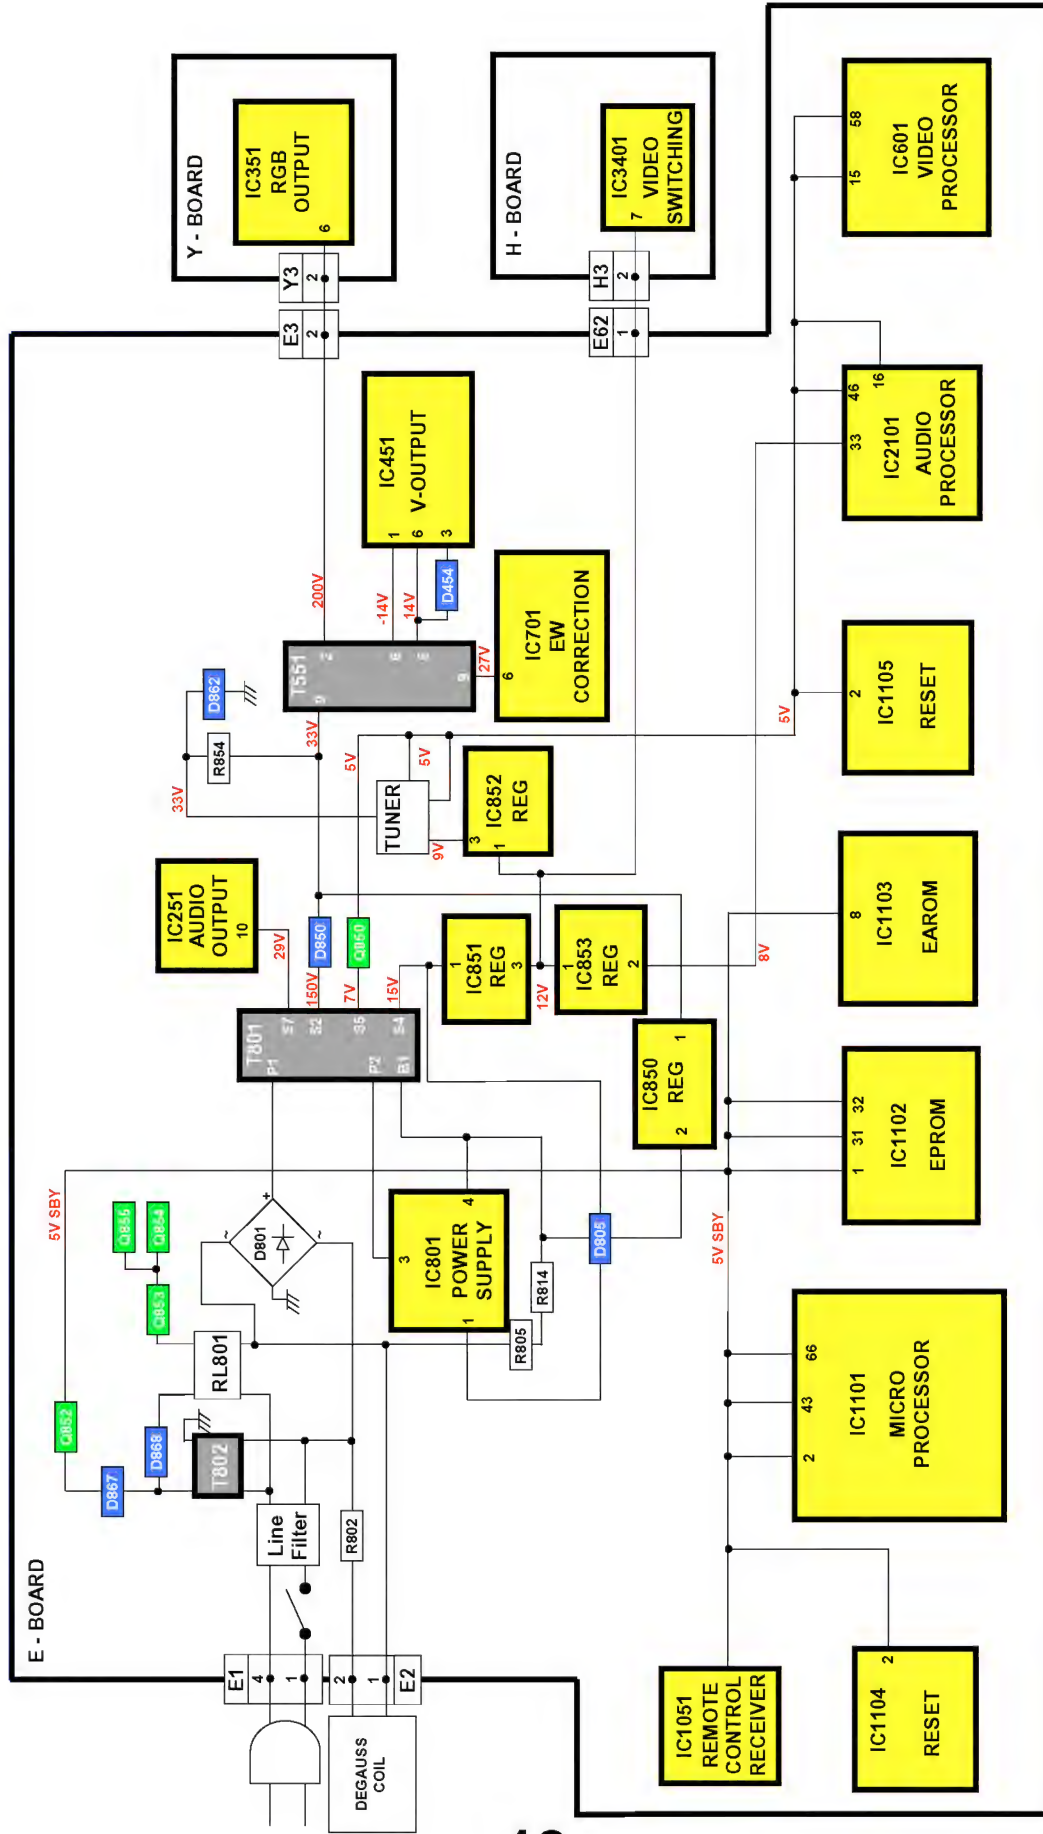 E - BOARD
Y - BOARD
IC351
RGB
OUTPUT
6
Y3
2
E3
2
H - BOARD
IC3401
VIDEO
SWITCHING
7
H3
2
E62
1
IC601
VIDEO
PROCESSOR
15
58
IC2101
AUDIO
PROCESSOR
33
46
16
IC451
V-OUTPUT
1
6
3
D454
200V
-14V
14V
27V
T551
9
IC701
EW
CORRECTION
6
D862
R854
33V
33V
5V
5V
5V
TUNER
9V
IC852
REG
3
1
IC1105
RESET
2
IC251
AUDIO
OUTPUT
10
29V
150V
D850
7V
Q850
15V
T801
P1
P2
B1
S7
S2
S5
S4
IC851
REG
1
3
12V
IC853
REG
1
2
8V
IC850
REG
1
2
IC1103
EAROM
8
IC1102
EPROM
1
31
32
5V SBY
5V SBY
Q855
Q854
Q853
D801
+
~
~
IC801
POWER
SUPPLY
3
4
1
R814
R805
D805
RL801
Q852
D867
D868
T802
Line
Filter
R802
E1
4
1
2
1
E2
DEGAUSS
COIL
IC1101
MICRO
PROCESSOR
2
43
66
IC1051
REMOTE
CONTROL
RECEIVER
IC1104
RESET
2